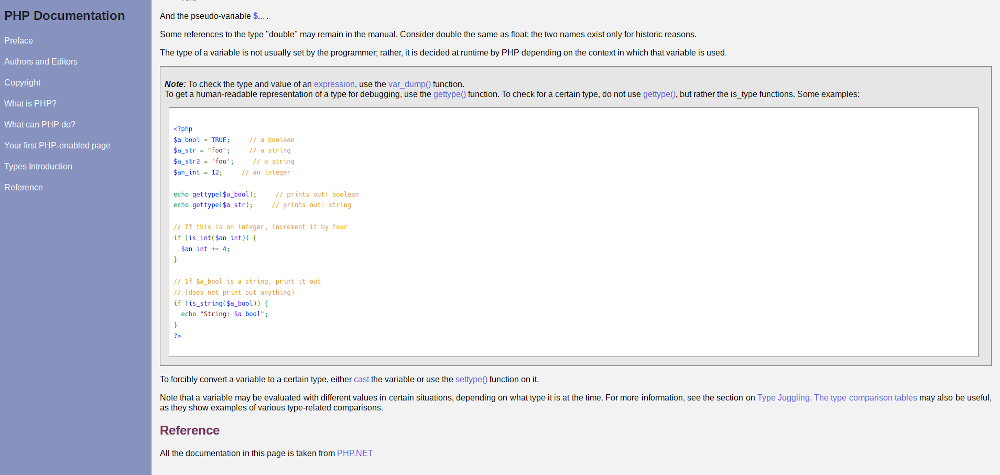 PHP Documentation
Preface
Authors and Editors
Copyright
What is PHP?
What can PHP do?
Your first PHP-enabled page
Types Introduction
Reference
And the pseudo-variable $... .
Some references to the type "double" may remain in the manual. Consider double the same as float; the two names exist only for historic reasons.
The type of a variable is not usually set by the programmer; rather, it is decided at runtime by PHP depending on the context in which that variable is used.
Note: To check the type and value of an expression, use the var_dump() function.
To get a human-readable representation of a type for debugging, use the gettype() function. To check for a certain type, do not use gettype(), but rather the is_type functions. Some examples:
<?php
$a_bool = TRUE;     // a boolean
$a_str = "foo";     // a string
$a_str2 = 'foo';     // a string
$an_int = 12;     // an integer
echo gettype($a_bool);     // prints out: boolean
echo gettype($a_str);     // prints out: string
// If this is an integer, increment it by four
if (is_int($an_int)) {
  $an_int += 4;
}
// If $a_bool is a string, print it out
// (does not print out anything)
if (is_string($a_bool)) {
  echo "String: $a_bool";
}
?>
To forcibly convert a variable to a certain type, either cast the variable or use the settype() function on it.
Note that a variable may be evaluated with different values in certain situations, depending on what type it is at the time. For more information, see the section on Type Juggling. The type comparison tables may also be useful,
as they show examples of various type-related comparisons.
Reference
All the documentation in this page is taken from PHP.NET